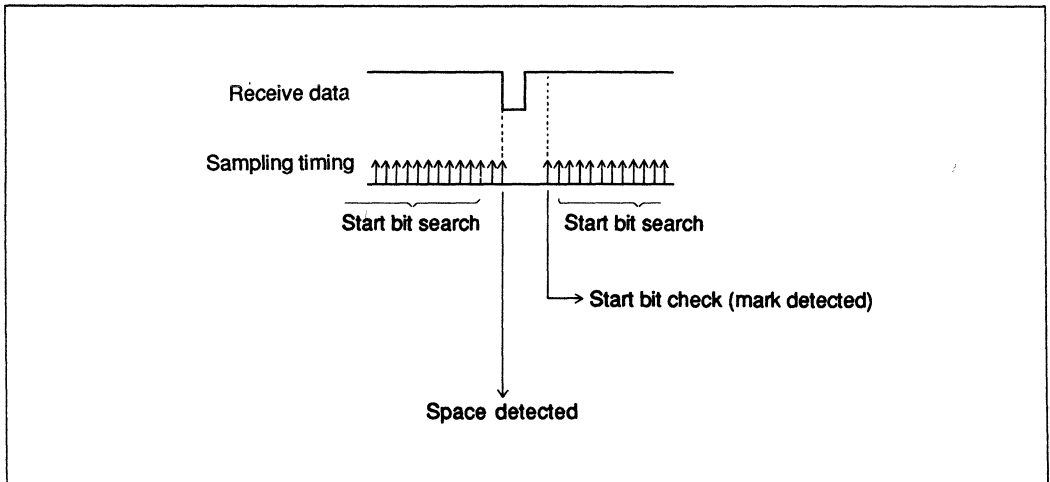 Receive data
Sampling timing
Start bit search
Start bit search
Start bit check (mark detected)
Space detected